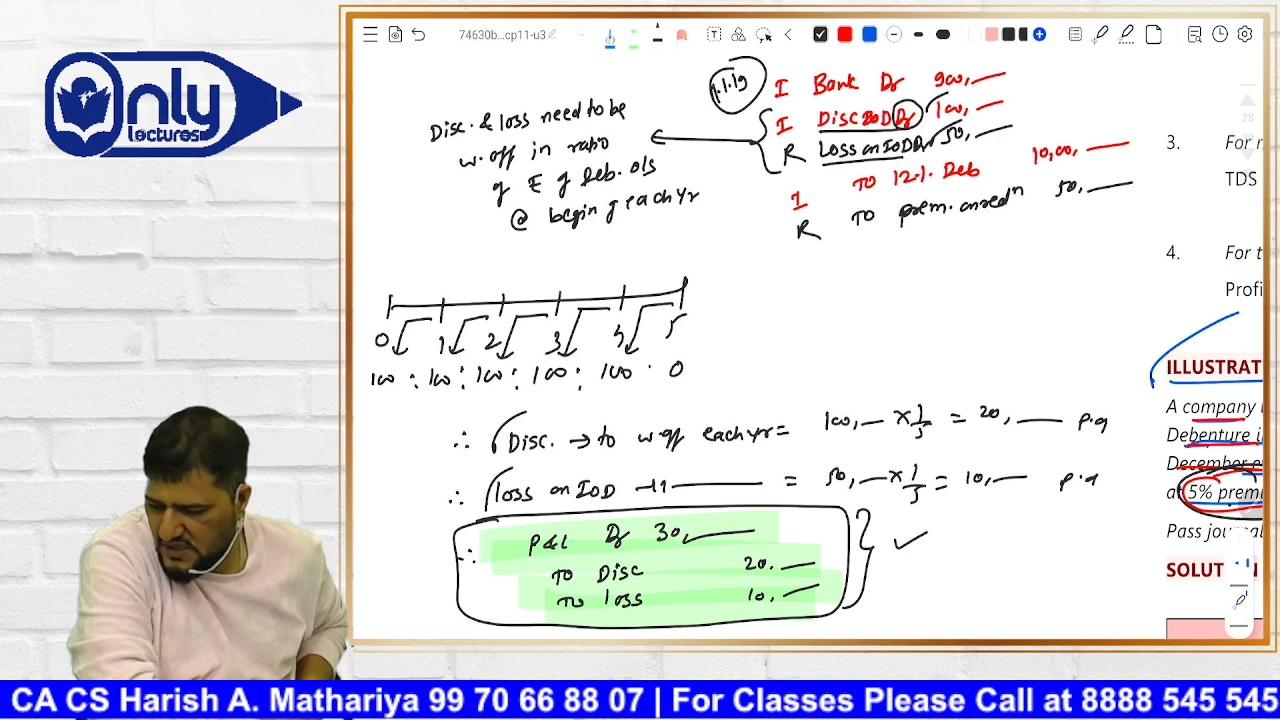 Only
Lectures
74630b...cp11-u3
1.1.19
I Bank Dr 900,—
I Disc IOD Dr 100,—
R Loss on IOD Dr 50,—
I To 12% Deb 10,00,—
R To prem. on redⁿ 50,—
Disc. & loss need to be
w.off in ratio
of E of Deb. o/s
@ begin of each yr
3. For
TDS
4. For t
Profi
0 1 2 3 4 5
100 : 100 : 100 : 100 : 100 . 0
∴ Disc. → to w.off each yr = 100,— × 1/5 = 20,— p.a
∴ loss on IOD —11— = 50,— × 1/5 = 10,— p.a
∴ P&L Dr 30,—
To Disc 20,—
To loss 10,—
ILLUSTRAT
A company
Debenture i
December e
at 5% premi
Pass journa
SOLUT N
CA CS Harish A. Mathariya 99 70 66 88 07 | For Classes Please Call at 8888 545 545